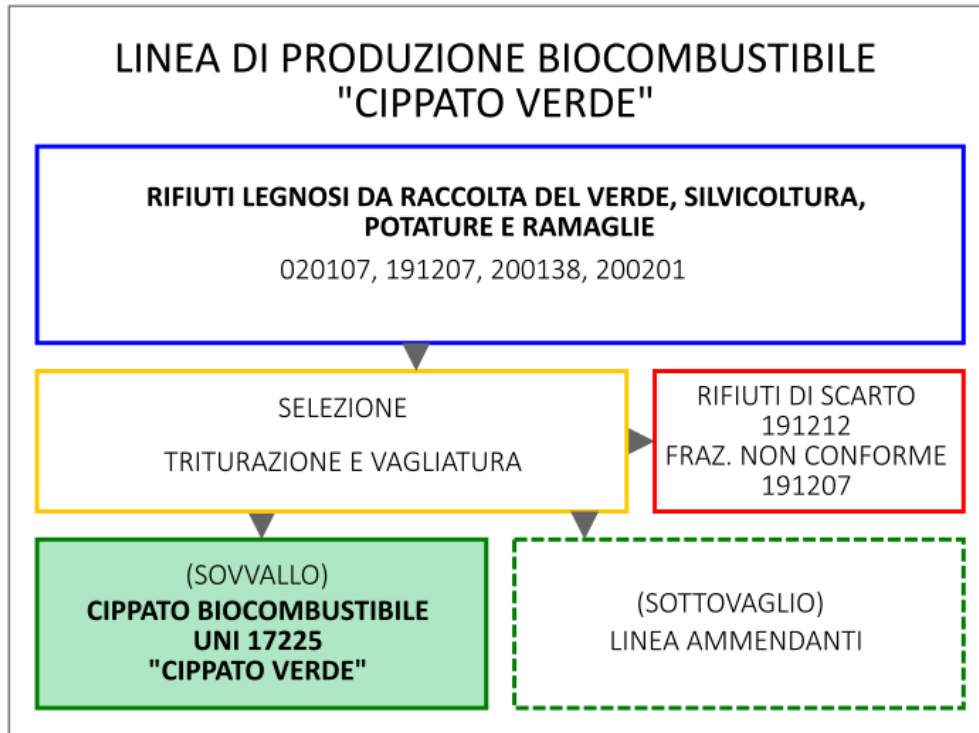 LINEA DI PRODUZIONE BIOCOMBUSTIBILE
"CIPPATO VERDE"
RIFIUTI LEGNOSI DA RACCOLTA DEL VERDE, SILVICOLTURA,
POTATURE E RAMAGLIE
020107, 191207, 200138, 200201
SELEZIONE
TRITURAZIONE E VAGLIATURA
RIFIUTI DI SCARTO
191212
FRAZ. NON CONFORME
191207
(SOVVALLO)
CIPPATO BIOCOMBUSTIBILE
UNI 17225
"CIPPATO VERDE"
(SOTTOVAGLIO)
LINEA AMMENDANTI